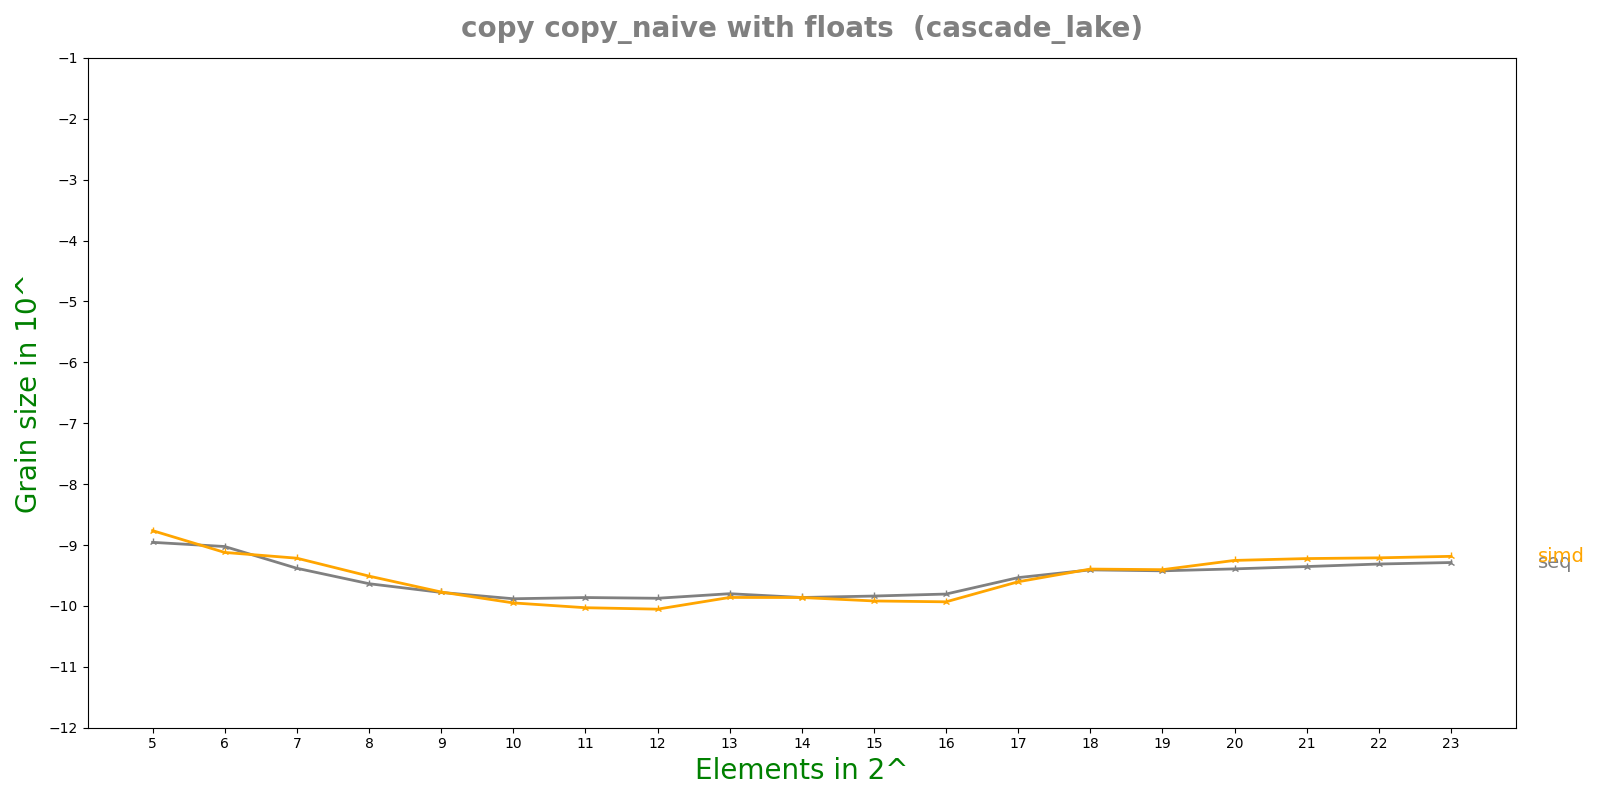 copy copy_naive with floats  (cascade_lake)
Grain size in 10^
−1
−2
−3
−4
−5
−6
−7
−8
−9
−10
−11
−12
simd
seq
5 6 7 8 9 10 11 12 13 14 15 16 17 18 19 20 21 22 23
Elements in 2^